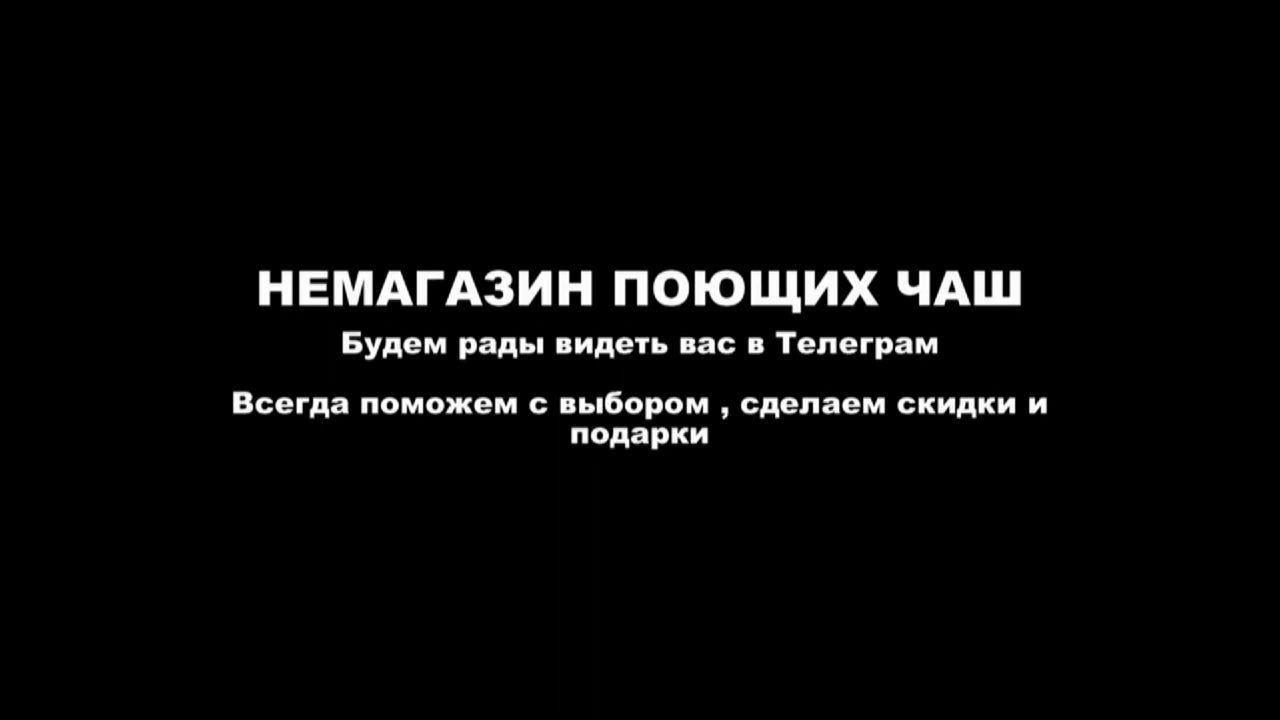 НЕМАГАЗИН ПОЮЩИХ ЧАШ
Будем рады видеть вас в Телеграм
Всегда поможем с выбором , сделаем скидки и
подарки